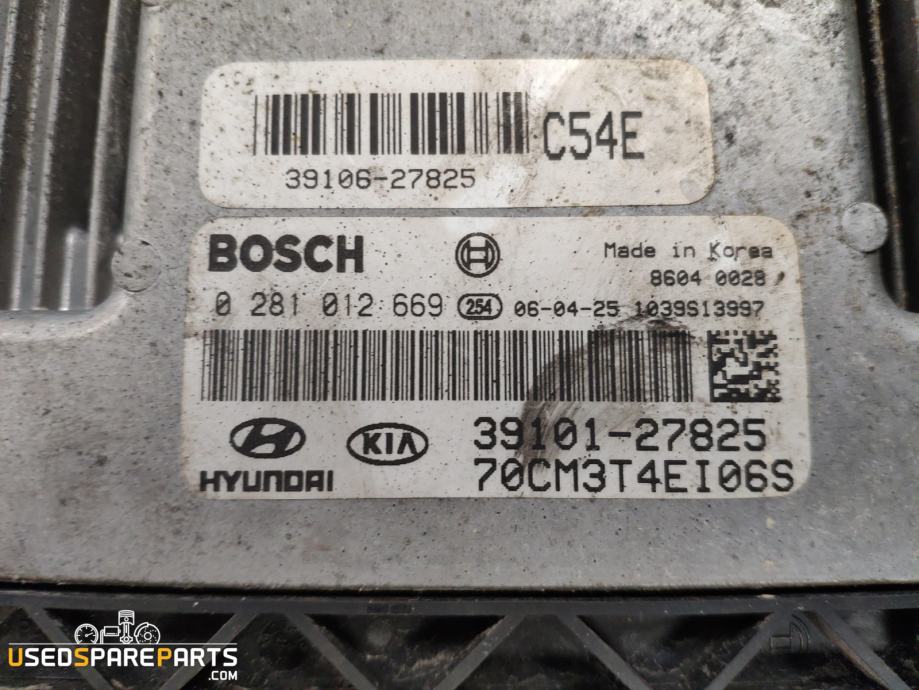 C54E
39106-27825
BOSCH
Made in Korea
8604 0028
0 281 012 669 254 06-04-25 1039S13997
HYUNDAI KIA 39101-27825
70CM3T4EI06S
USEDSPAREPARTS
.COM